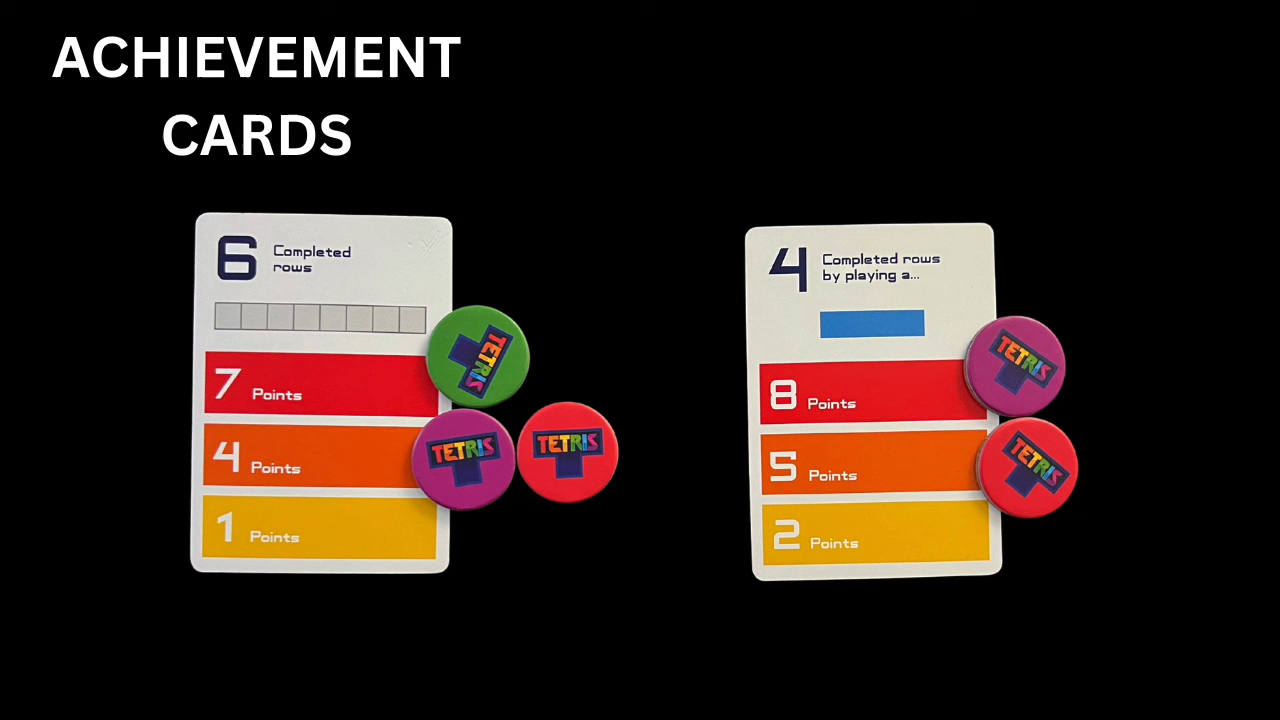 ACHIEVEMENT
CARDS
6 Completed
rows
7 Points
4 Points
1 Points
TETRIS
TETRIS
TETRIS
4 Completed rows
by playing a...
8 Points
5 Points
2 Points
TETRIS
TETRIS